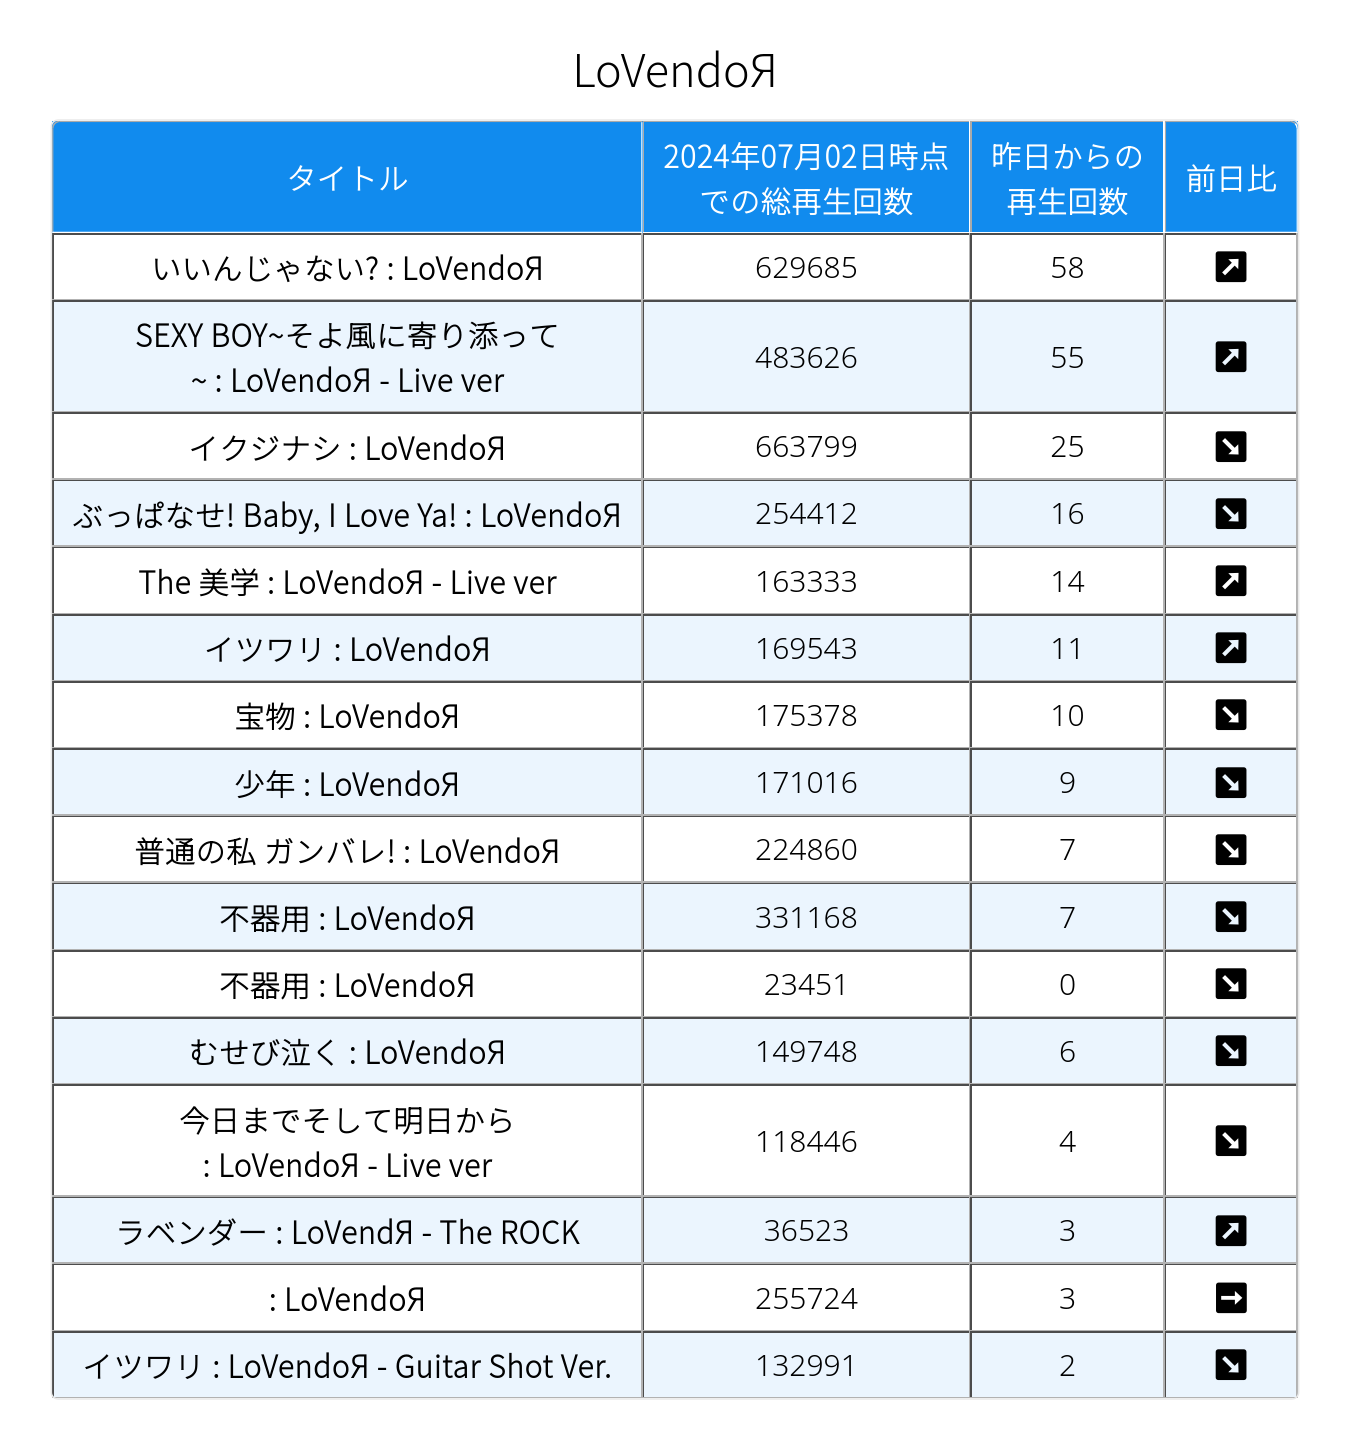 LoVendoЯ
タイトル
2024年07月02日時点
での総再生回数
昨日からの
再生回数
前日比
いいんじゃない? : LoVendoЯ 629685 58
SEXY BOY~そよ風に寄り添って
~ : LoVendoЯ - Live ver 483626 55
イクジナシ : LoVendoЯ 663799 25
ぶっぱなせ! Baby, I Love Ya! : LoVendoЯ 254412 16
The 美学 : LoVendoЯ - Live ver 163333 14
イツワリ : LoVendoЯ 169543 11
宝物 : LoVendoЯ 175378 10
少年 : LoVendoЯ 171016 9
普通の私 ガンバレ! : LoVendoЯ 224860 7
不器用 : LoVendoЯ 331168 7
不器用 : LoVendoЯ 23451 0
むせび泣く : LoVendoЯ 149748 6
今日までそして明日から
: LoVendoЯ - Live ver 118446 4
ラベンダー : LoVendЯ - The ROCK 36523 3
: LoVendoЯ 255724 3
イツワリ : LoVendoЯ - Guitar Shot Ver. 132991 2